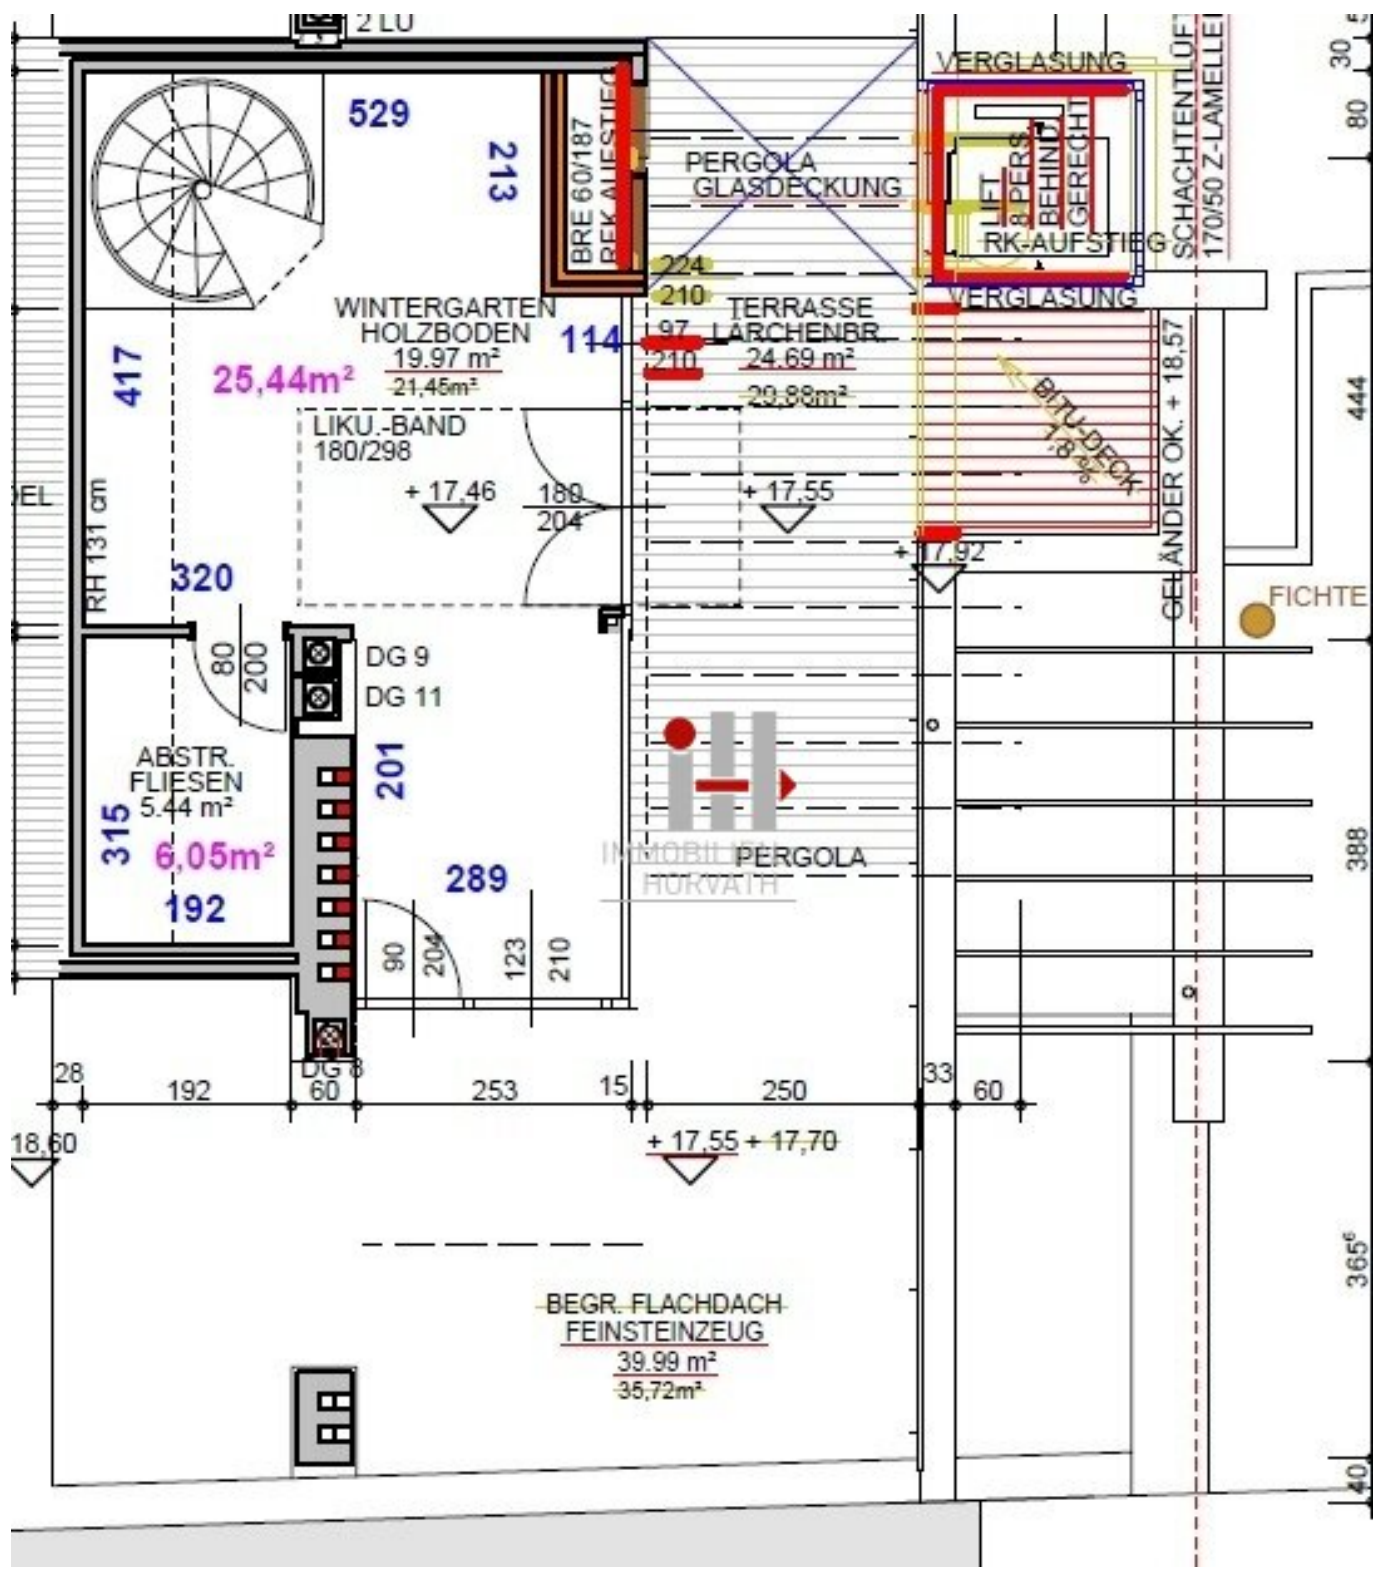 2 LU
VERGLASUNG
30
80
529
213
BRE 60/187
REK AUFSTIEG
PERGOLA
GLASDECKUNG
LIFT
8 PERS
BEHIND
GERECHT
RK-AUFSTIEG
VERGLASUNG
170/50 Z-LAMELLE
224
210
WINTERGARTEN
HOLZBODEN
19.97 m²
21,45m²
25,44m²
114
97
210
TERRASSE
LÄRCHENBR.
24.69 m²
29,88m²
417
LIKU.-BAND
180/298
BITU-DECK
1,8 %
GELÄNDER OK. + 18,57
444
+ 17,46
180
204
+ 17,55
+ 17,92
RH 131 cm
320
FICHTE
80
200
DG 9
DG 11
ABSTR.
FLIESEN
5.44 m²
315
6,05m²
192
201
289
IMMOBILIEN
HORVATH
PERGOLA
388
90
204
123
210
DG 8
28
192
60
253
15
250
33
60
18,60
+ 17,55 + 17,70
365⁶
BEGR. FLACHDACH
FEINSTEINZEUG
39.99 m²
35,72m²
40